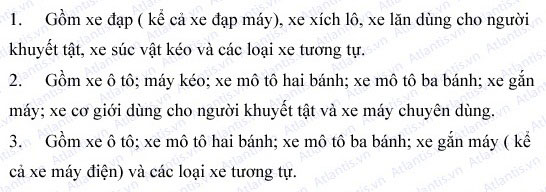 1. Gồm xe đạp ( kể cả xe đạp máy), xe xích lô, xe lăn dùng cho người
khuyết tật, xe súc vật kéo và các loại xe tương tự.
2. Gồm xe ô tô; máy kéo; xe mô tô hai bánh; xe mô tô ba bánh; xe gắn
máy; xe cơ giới dùng cho người khuyết tật và xe máy chuyên dùng.
3. Gồm xe ô tô; xe mô tô hai bánh; xe mô tô ba bánh; xe gắn máy ( kể
cả xe máy điện) và các loại xe tương tự.